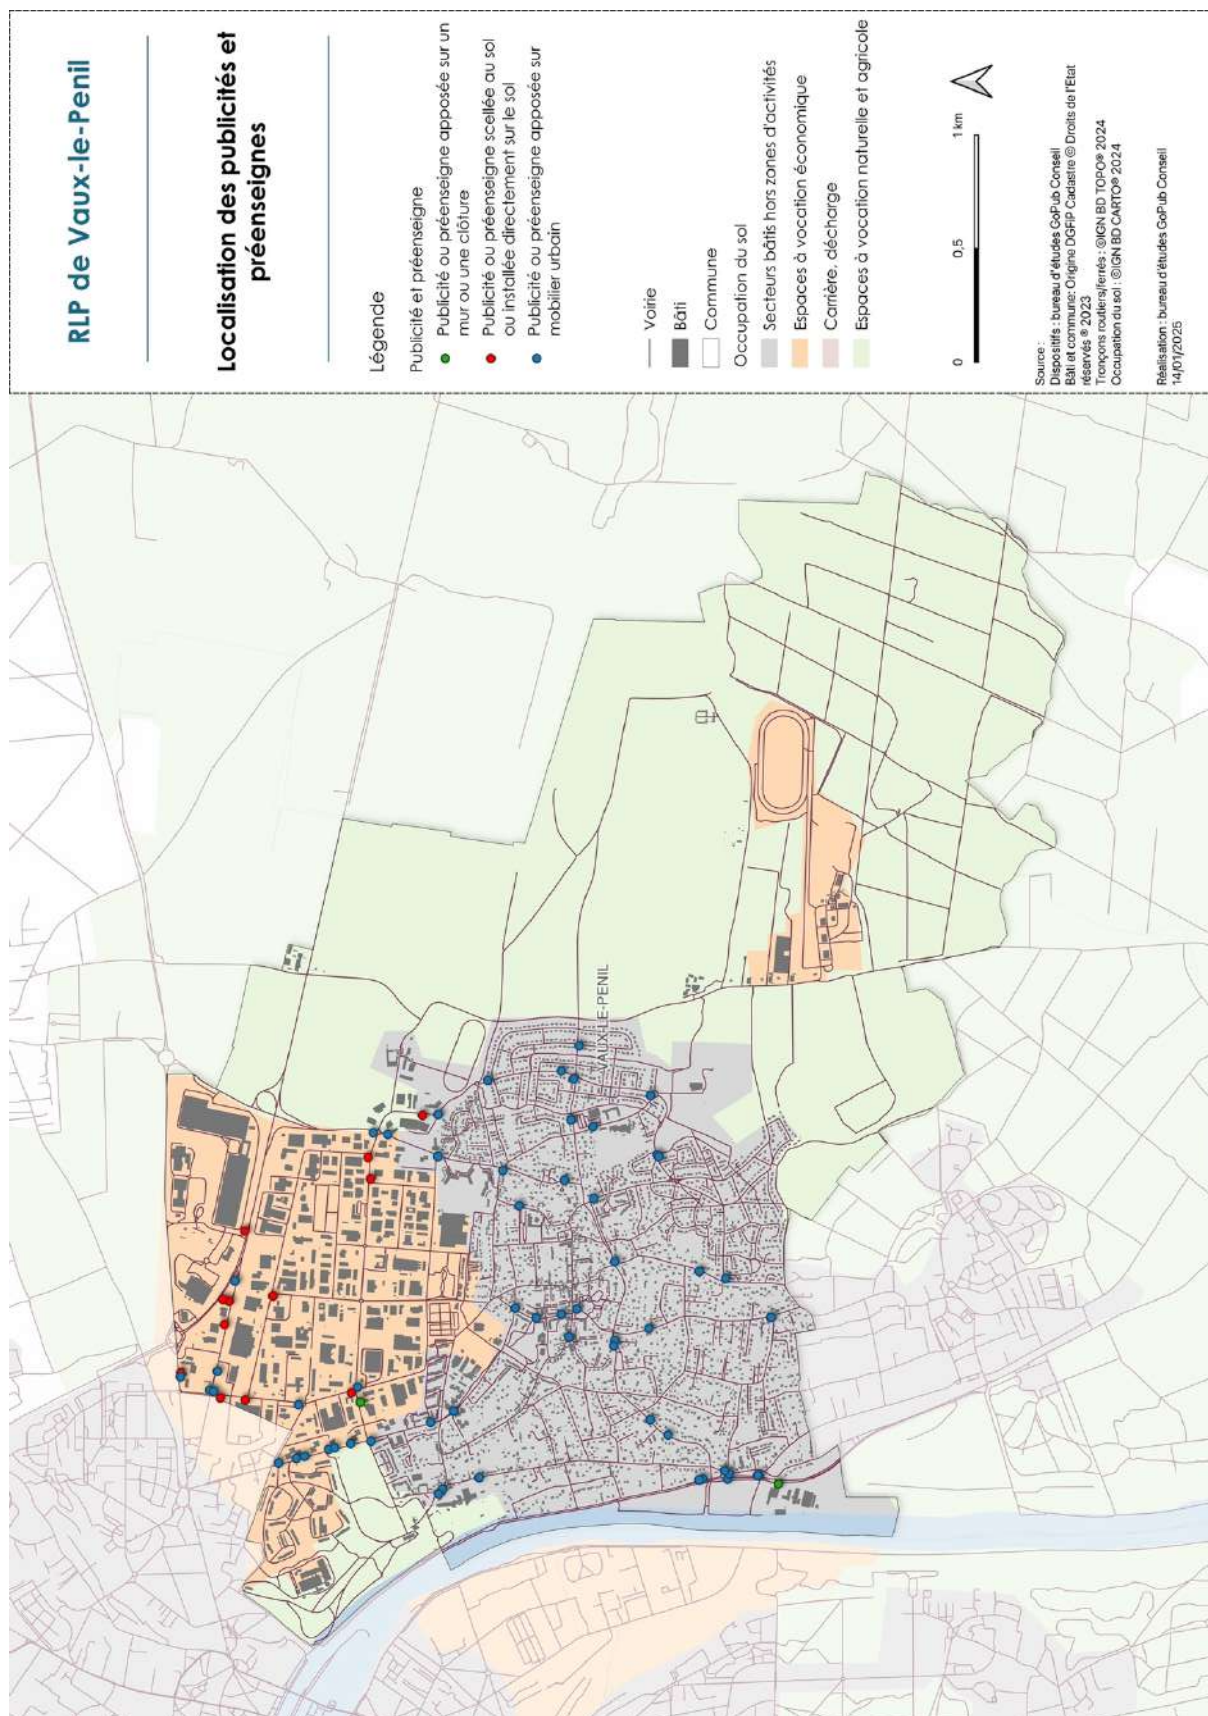 RLP de Vaux-le-Penil
Localisation des publicités et
préenseignes
Légende
Publicité et préenseigne
Publicité ou préenseigne apposée sur un
mur ou une clôture
Publicité ou préenseigne scellée au sol
ou installée directement sur le sol
Publicité ou préenseigne apposée sur
mobilier urbain
Voirie
Bâti
Commune
Occupation du sol
Secteurs bâtis hors zones d'activités
Espaces à vocation économique
Carrière, décharge
Espaces à vocation naturelle et agricole
0 0,5 1 km
Source :
Dispositifs : bureau d'études GoPub Conseil
Bâti et commune: Origine DGFIP Cadastre © Droits de l'Etat
réservés ® 2023
Tronçons routiers/ferrés : ©IGN BD TOPO® 2024
Occupation du sol : ©IGN BD CARTO® 2024
Réalisation : bureau d'études GoPub Conseil
14/01/2025
VAUX-LE-PENIL